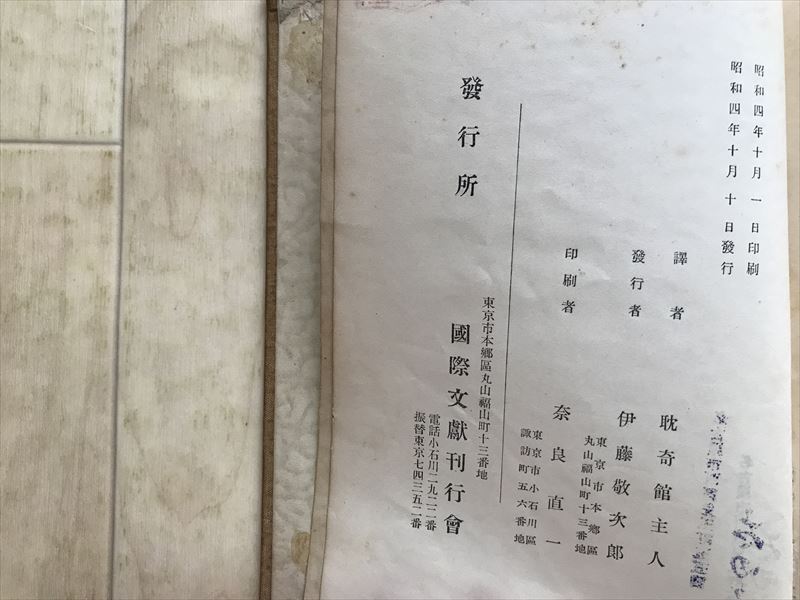 昭和四年十月一日印刷
昭和四年十月十日發行
譯者 耽奇館主人
發行者 伊藤敬次郎
東京市本鄕區
丸山福山町十三番地
印刷者 奈良直一
東京市小石川區
諏訪町五六番地
發行所
東京市本鄕區丸山福山町十三番地
國際文獻刊行會
電話小石川二九二二番
振替東京七四三五二番